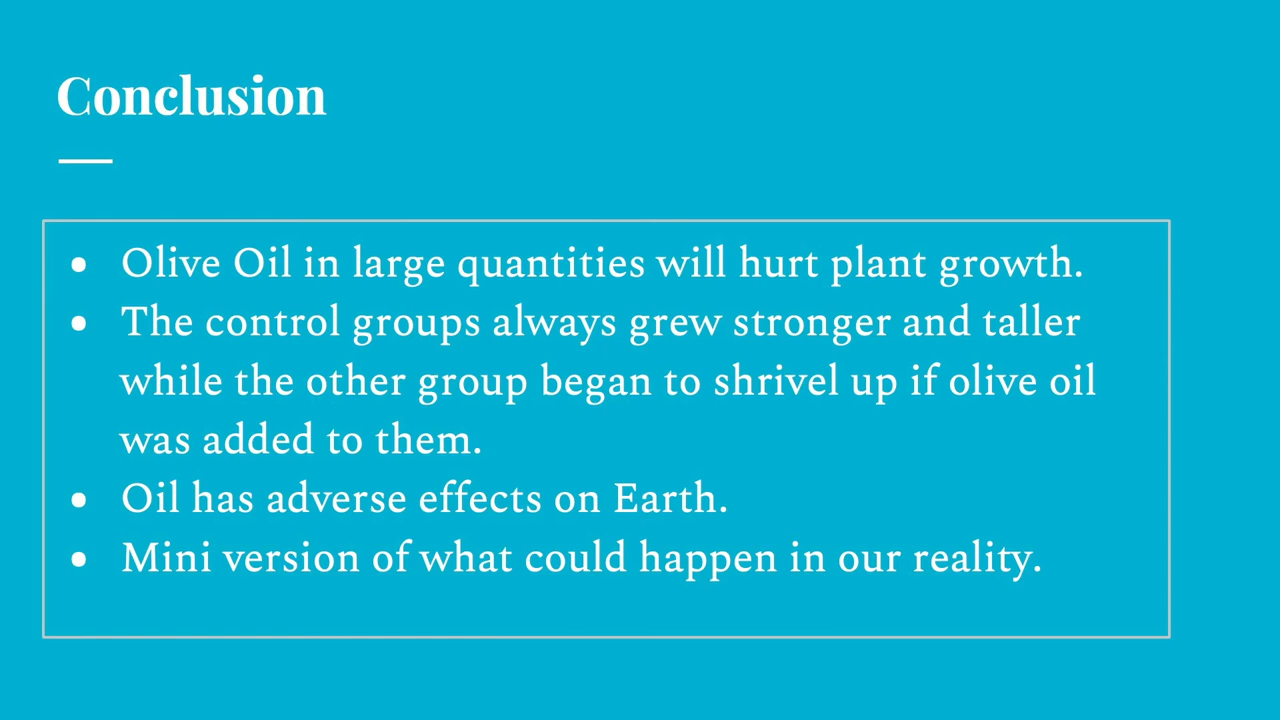 Conclusion
• Olive Oil in large quantities will hurt plant growth.
• The control groups always grew stronger and taller
while the other group began to shrivel up if olive oil
was added to them.
• Oil has adverse effects on Earth.
• Mini version of what could happen in our reality.